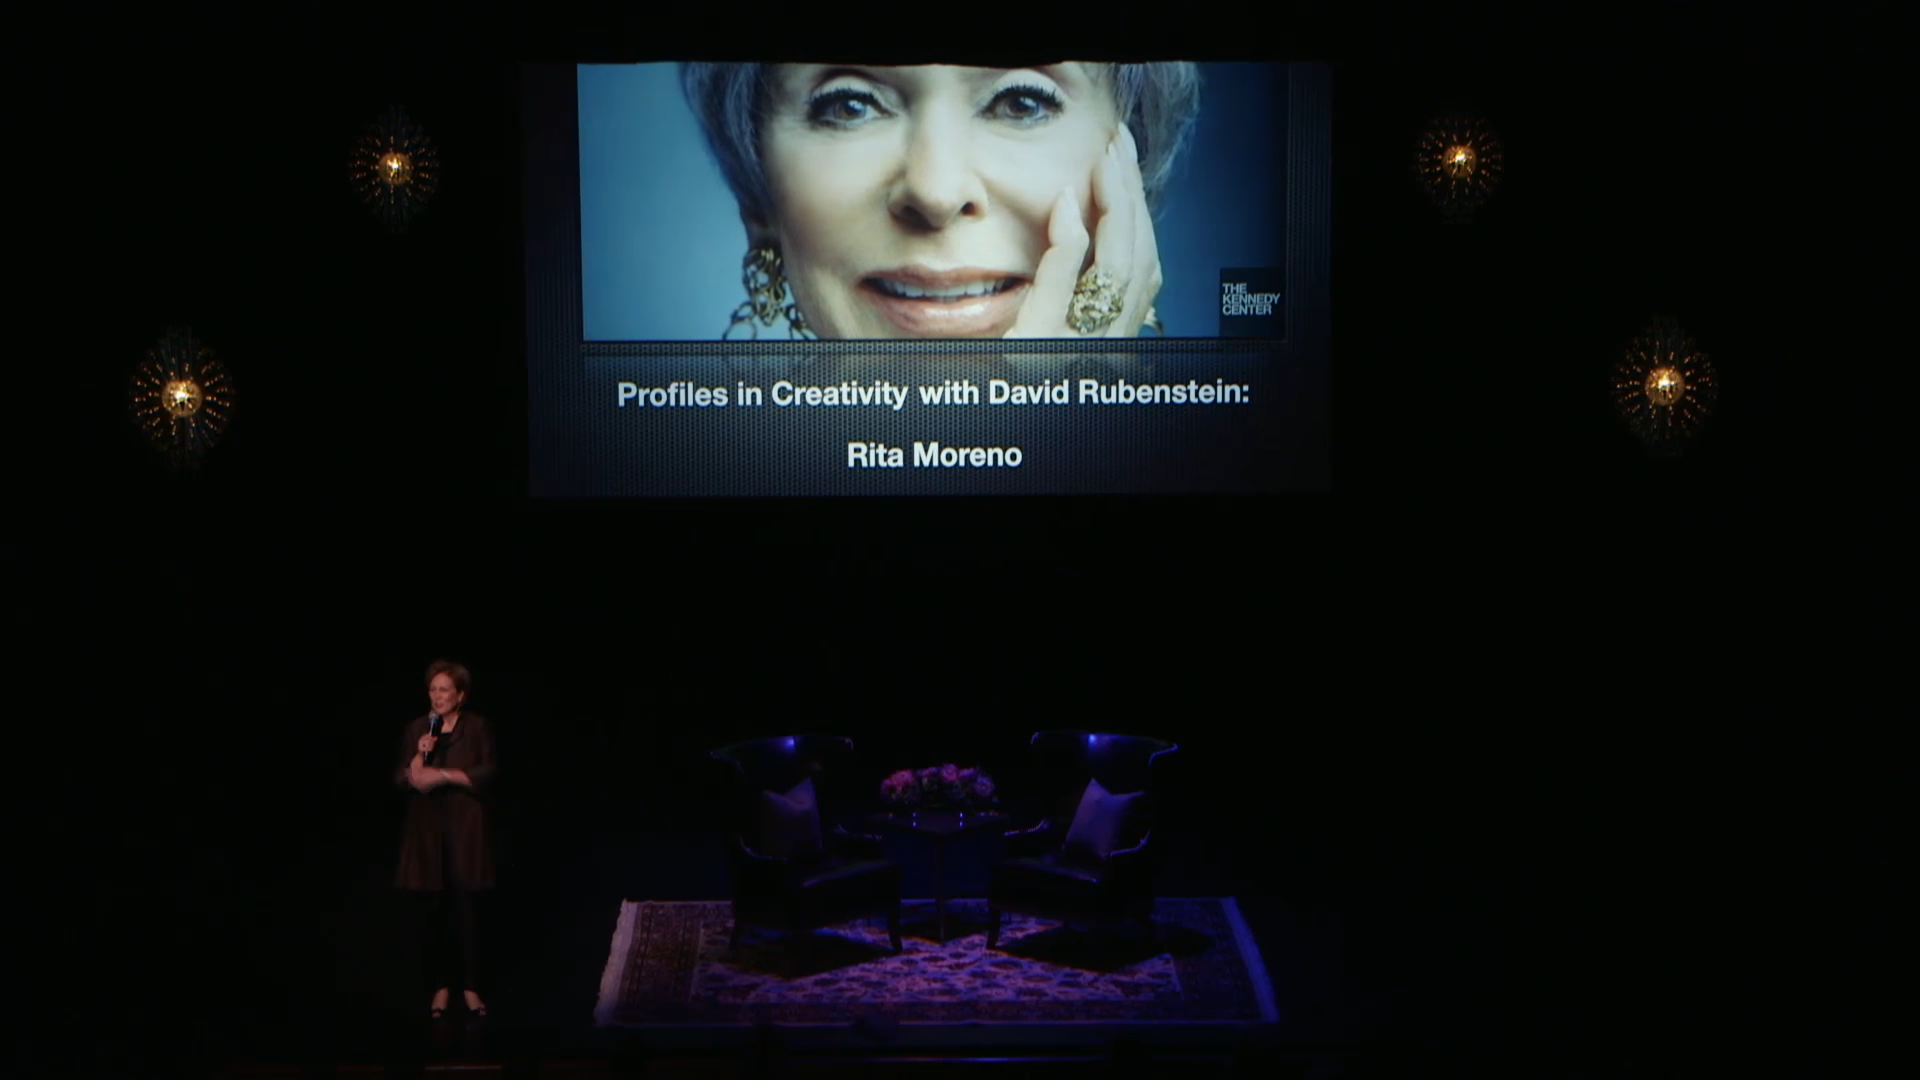 THE
KENNEDY
CENTER
Profiles in Creativity with David Rubenstein:
Rita Moreno